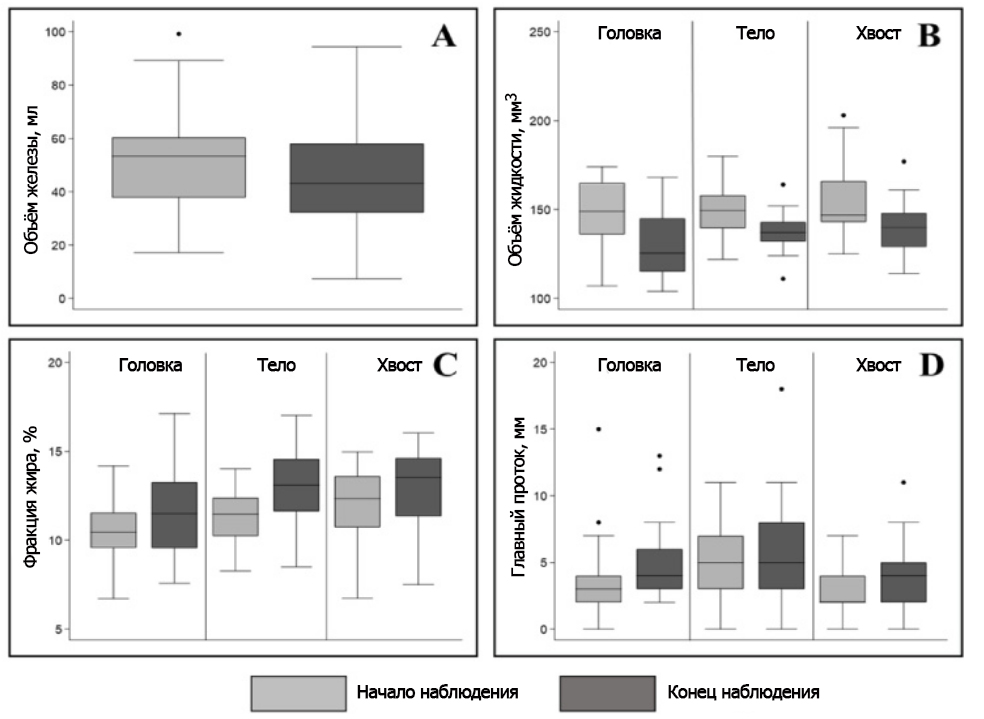 A
Объём железы, мл
100
80
60
40
20
0
B
Головка Тело Хвост
Объём жидкости, мм³
250
200
150
100
C
Головка Тело Хвост
Фракция жира, %
20
15
10
5
D
Головка Тело Хвост
Главный проток, мм
20
15
10
5
0
Начало наблюдения Конец наблюдения